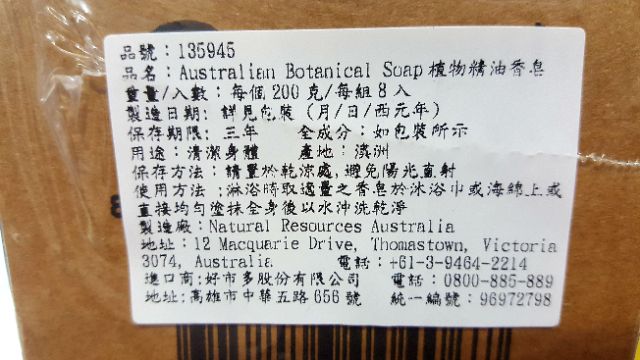 品號：135945
品名：Australian Botanical Soap 植物精油香皂
重量/入數：每個 200 克/每組 8 入
製造日期：詳見包裝 (月/日/西元年)
保存期限：三年 全成分：如包裝所示
用途：清潔身體 產地：澳洲
保存方法：請置於乾涼處,避免陽光直射
使用方法：淋浴時取適量之香皂於沐浴巾或海綿上或
直接均勻塗抹全身後以水沖洗乾淨
製造廠：Natural Resources Australia
地址：12 Macquarie Drive, Thomastown, Victoria
3074, Australia 電話：+61-3-9464-2214
進口商:好市多股份有限公司 電話：0800-885-889
地址:高雄市中華五路 656 號 統一編號：96972798